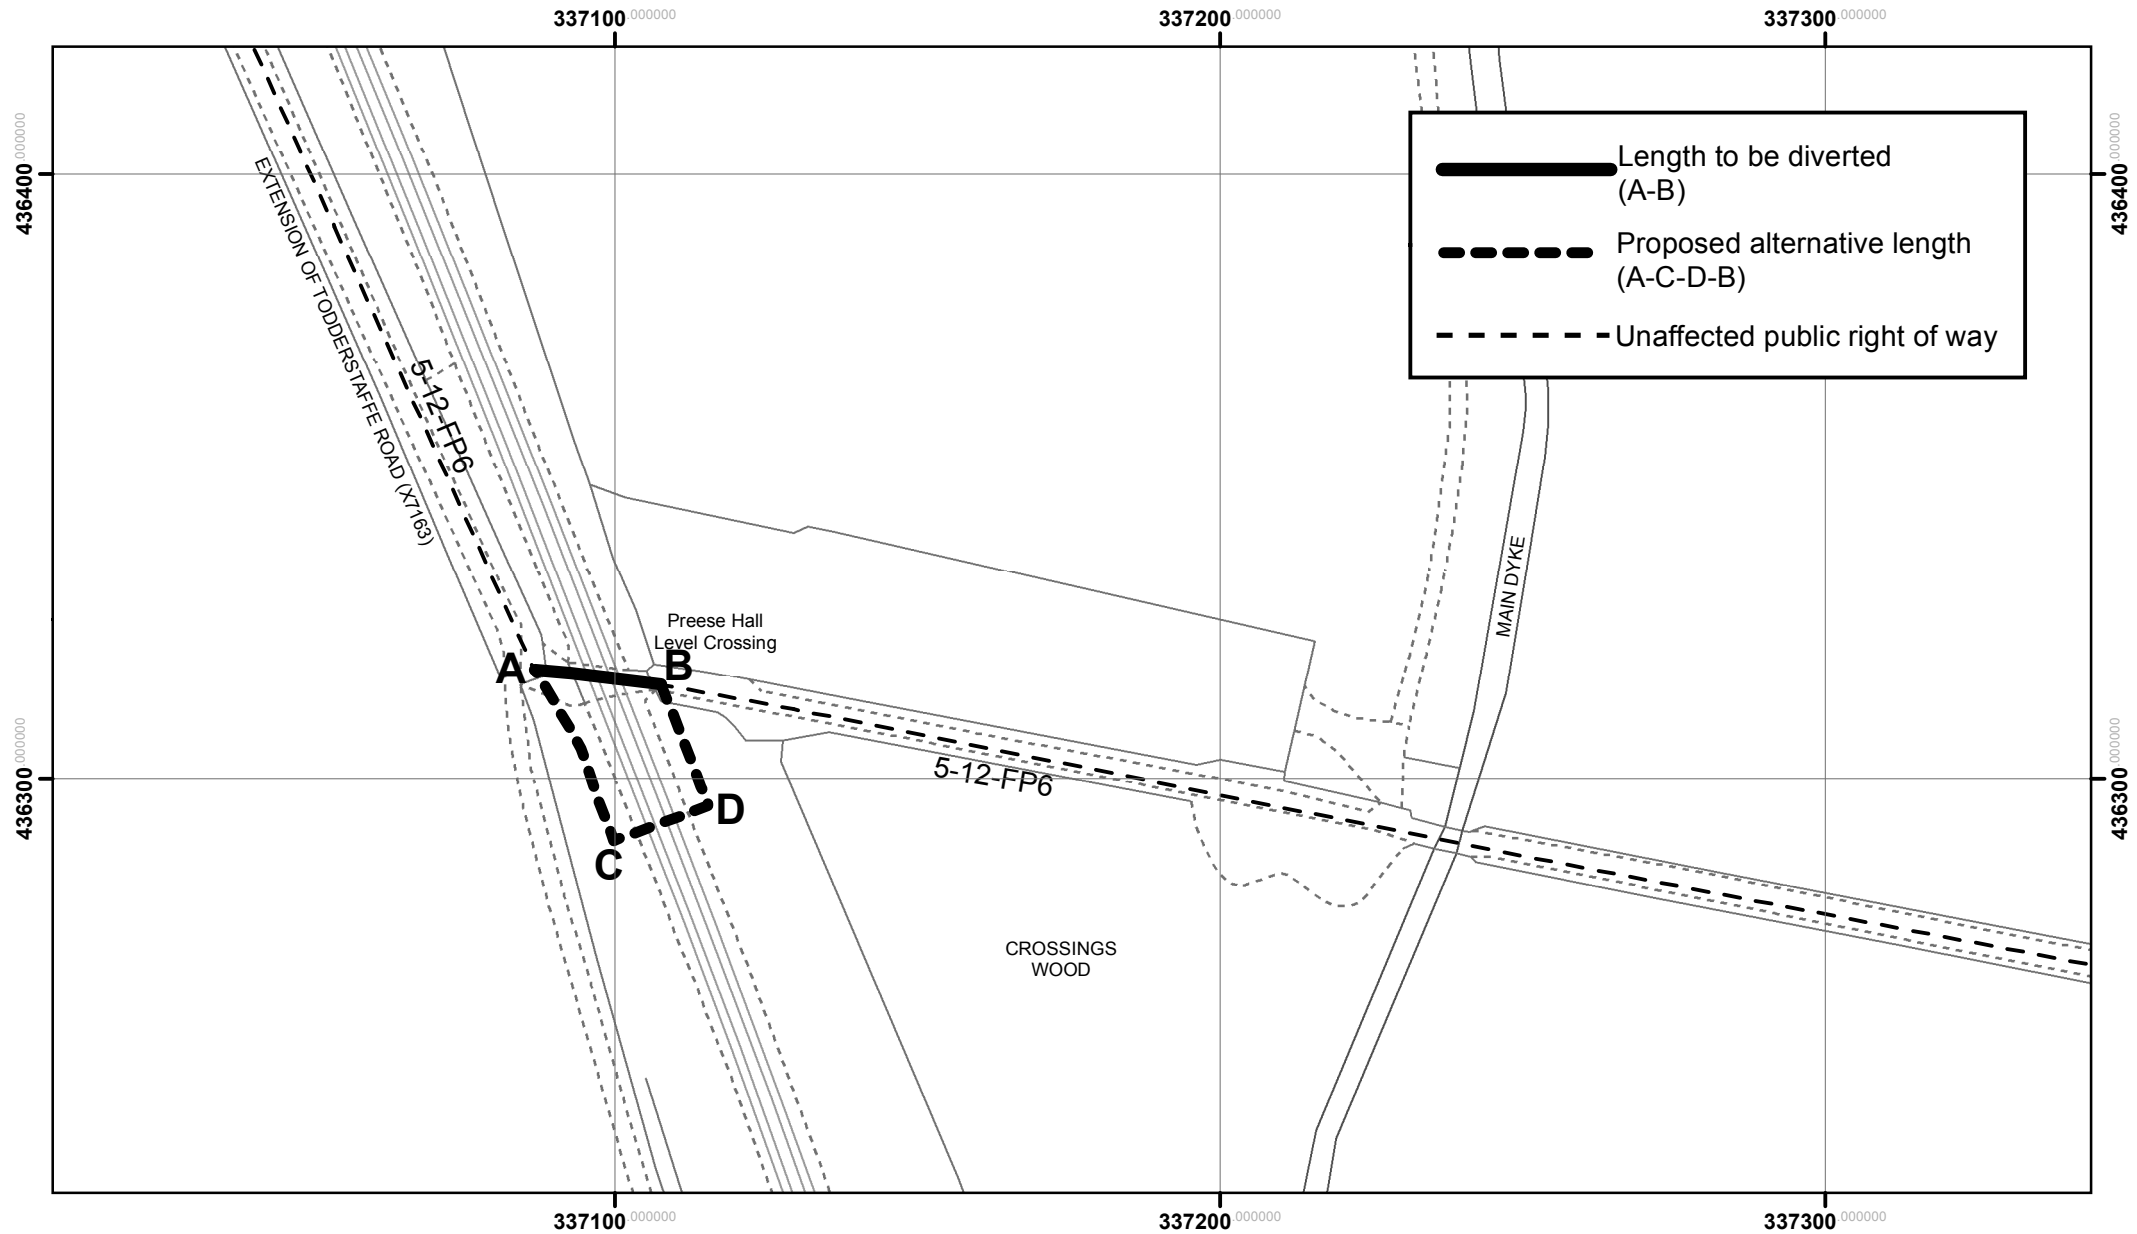 337100.000000
337200.000000
337300.000000
436400.000000
436400.000000
Length to be diverted
(A-B)
Proposed alternative length
(A-C-D-B)
Unaffected public right of way
EXTENSION OF TODDERSTAFFE ROAD (X7163)
5-12-FP6
MAIN DYKE
Preese Hall
Level Crossing
A
B
5-12-FP6
D
C
436300.000000
436300.000000
CROSSINGS
WOOD
337100.000000
337200.000000
337300.000000